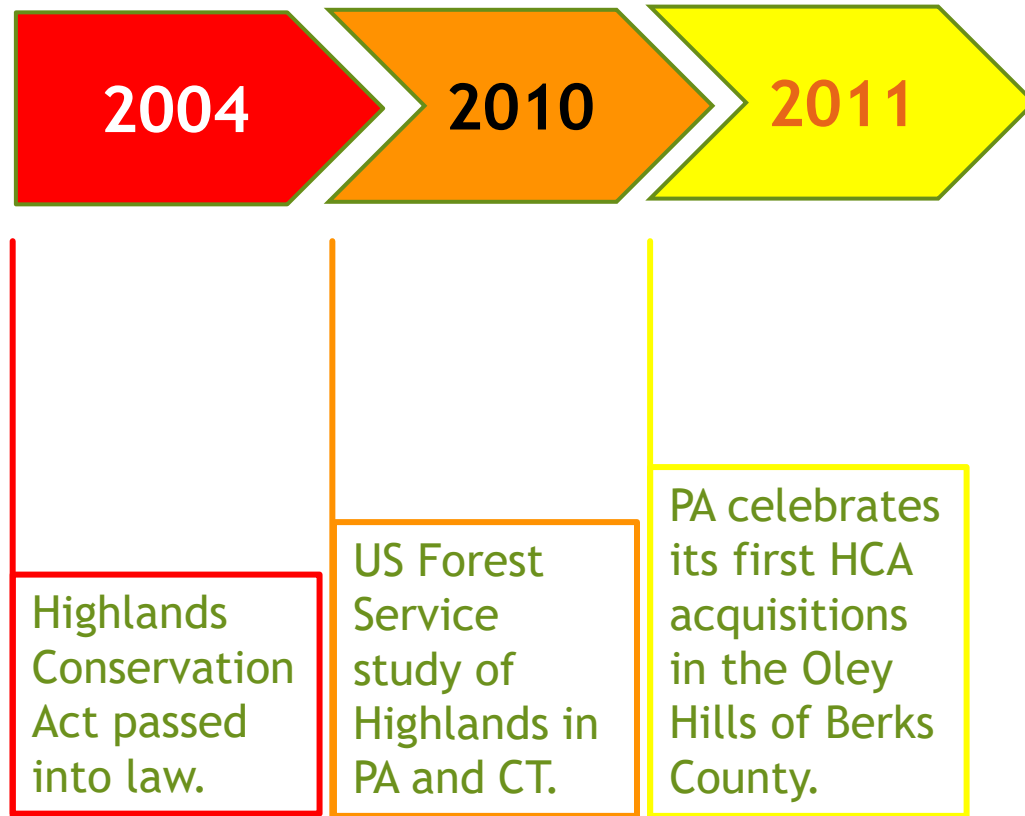 2004
2010
2011
Highlands
Conservation
Act passed
into law.
US Forest
Service
study of
Highlands in
PA and CT.
PA celebrates
its first HCA
acquisitions
in the Oley
Hills of Berks
County.